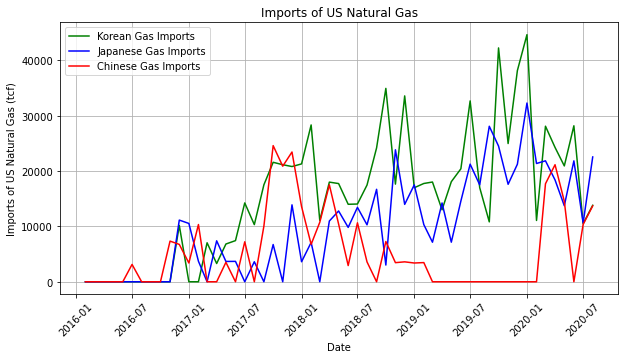 Imports of US Natural Gas
Korean Gas Imports
Japanese Gas Imports
Chinese Gas Imports
Imports of US Natural Gas (tcf)
40000
30000
20000
10000
0
2016-01
2016-07
2017-01
2017-07
2018-01
2018-07
2019-01
2019-07
2020-01
2020-07
Date